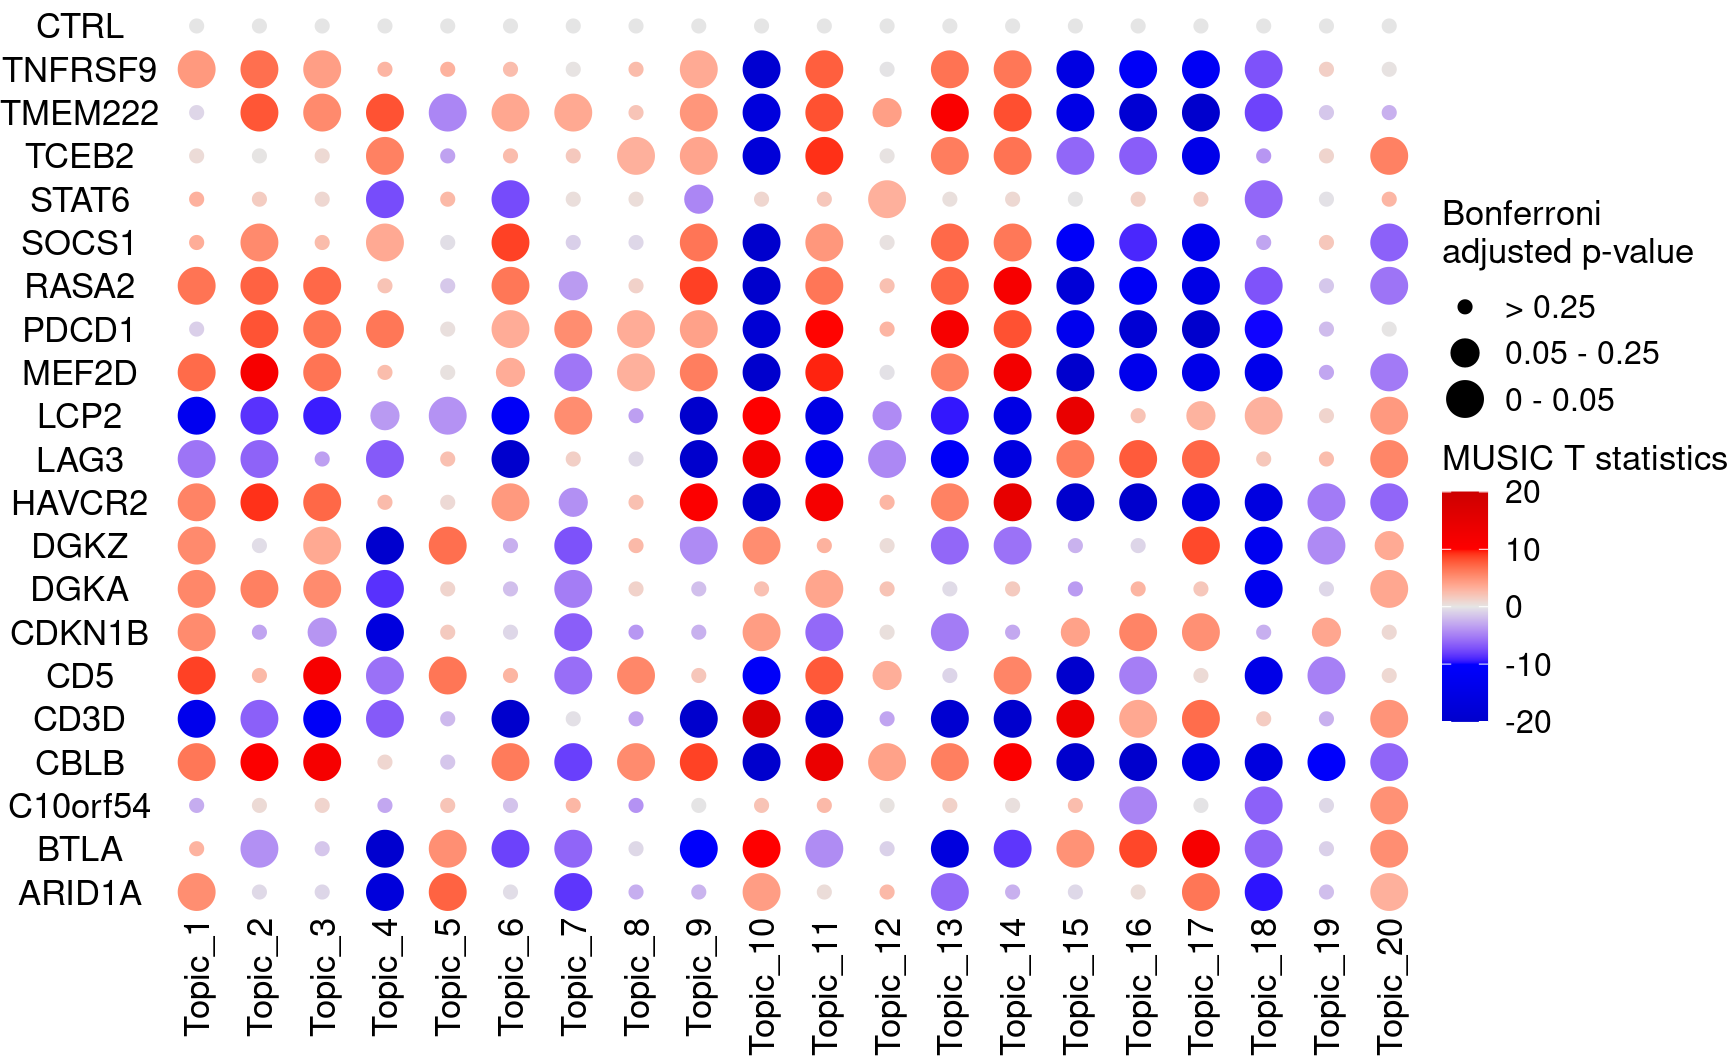 CTRL
TNFRSF9
TMEM222
TCEB2
STAT6
SOCS1
RASA2
PDCD1
MEF2D
LCP2
LAG3
HAVCR2
DGKZ
DGKA
CDKN1B
CD5
CD3D
CBLB
C10orf54
BTLA
ARID1A
Topic_1
Topic_2
Topic_3
Topic_4
Topic_5
Topic_6
Topic_7
Topic_8
Topic_9
Topic_10
Topic_11
Topic_12
Topic_13
Topic_14
Topic_15
Topic_16
Topic_17
Topic_18
Topic_19
Topic_20
Bonferroni
adjusted p-value
> 0.25
0.05 - 0.25
0 - 0.05
MUSIC T statistics
20
10
0
-10
-20